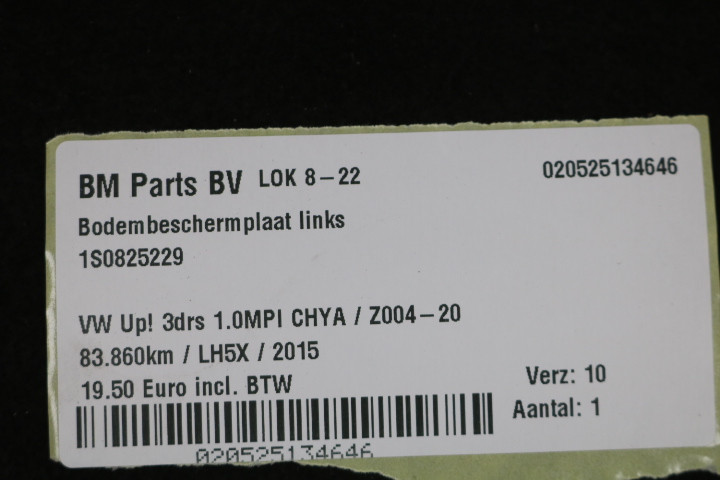 BM Parts BV LOK 8-22 020525134646
Bodembeschermplaat links
1S0825229
VW Up! 3drs 1.0MPI CHYA / Z004-20
83.860km / LH5X / 2015
19.50 Euro incl. BTW Verz: 10
Aantal: 1
020525134646